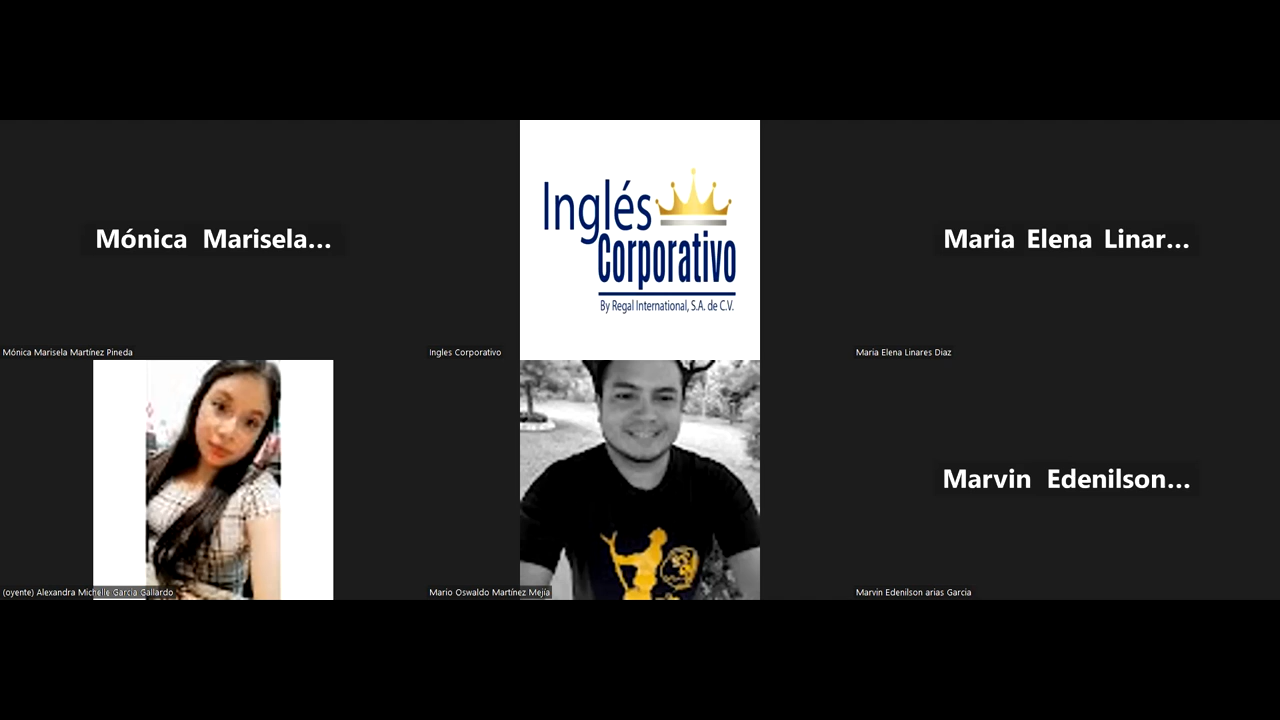 Mónica Marisela...
Mónica Marisela Martínez Pineda
Inglés
Corporativo
By Regal International, S.A. de C.V.
Ingles Corporativo
Maria Elena Linar...
Maria Elena Linares Diaz
(oyente) Alexandra Michelle Garcia Gallardo
Mario Oswaldo Martínez Mejía
Marvin Edenilson...
Marvin Edenilson arias Garcia